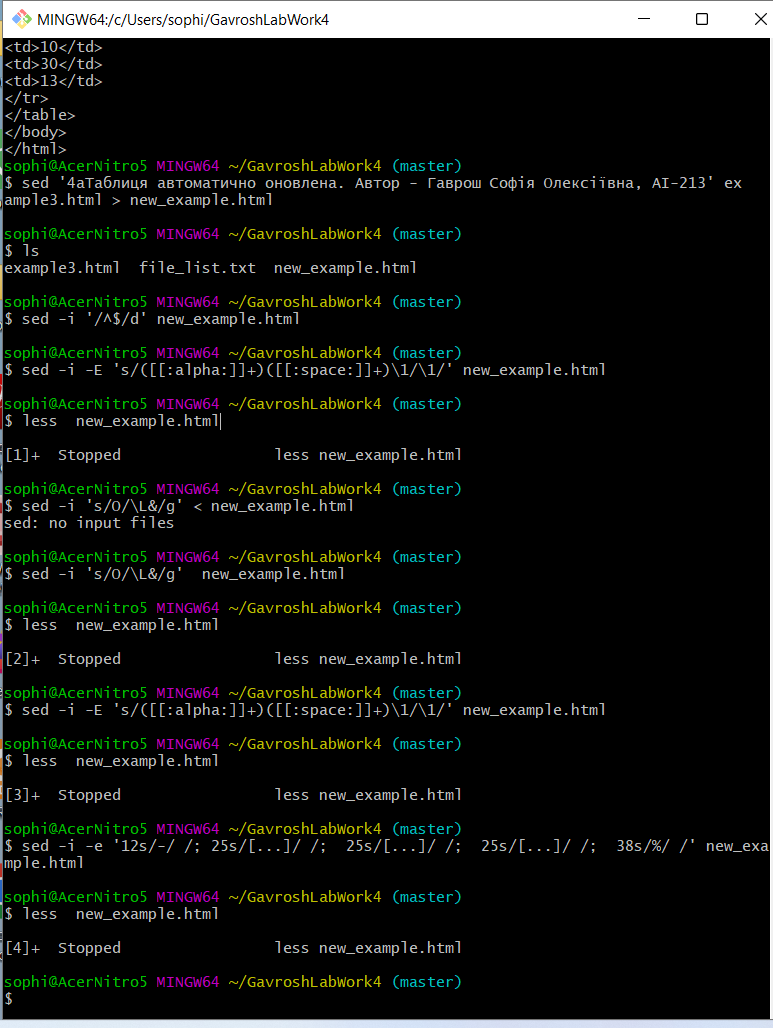 MINGW64:/c/Users/sophi/GavroshLabWork4
<td>10</td>
<td>30</td>
<td>13</td>
</tr>
</table>
</body>
</html>
sophi@AcerNitro5 MINGW64 ~/GavroshLabWork4 (master)
$ sed '4аТаблиця автоматично оновлена. Автор - Гаврош Софія Олексіївна, АІ-213' ex
ample3.html > new_example.html
sophi@AcerNitro5 MINGW64 ~/GavroshLabWork4 (master)
$ ls
example3.html  file_list.txt  new_example.html
sophi@AcerNitro5 MINGW64 ~/GavroshLabWork4 (master)
$ sed -i '/^$/d' new_example.html
sophi@AcerNitro5 MINGW64 ~/GavroshLabWork4 (master)
$ sed -i -E 's/([[:alpha:]]+)([[:space:]]+)\1/\1/' new_example.html
sophi@AcerNitro5 MINGW64 ~/GavroshLabWork4 (master)
$ less  new_example.html
[1]+  Stopped                 less new_example.html
sophi@AcerNitro5 MINGW64 ~/GavroshLabWork4 (master)
$ sed -i 's/О/\L&/g' < new_example.html
sed: no input files
sophi@AcerNitro5 MINGW64 ~/GavroshLabWork4 (master)
$ sed -i 's/О/\L&/g'  new_example.html
sophi@AcerNitro5 MINGW64 ~/GavroshLabWork4 (master)
$ less  new_example.html
[2]+  Stopped                 less new_example.html
sophi@AcerNitro5 MINGW64 ~/GavroshLabWork4 (master)
$ sed -i -E 's/([[:alpha:]]+)([[:space:]]+)\1/\1/' new_example.html
sophi@AcerNitro5 MINGW64 ~/GavroshLabWork4 (master)
$ less  new_example.html
[3]+  Stopped                 less new_example.html
sophi@AcerNitro5 MINGW64 ~/GavroshLabWork4 (master)
$ sed -i -e '12s/-/ /; 25s/[...]/ /;  25s/[...]/ /;  25s/[...]/ /;  38s/%/ /' new_exa
mple.html
sophi@AcerNitro5 MINGW64 ~/GavroshLabWork4 (master)
$ less  new_example.html
[4]+  Stopped                 less new_example.html
sophi@AcerNitro5 MINGW64 ~/GavroshLabWork4 (master)
$